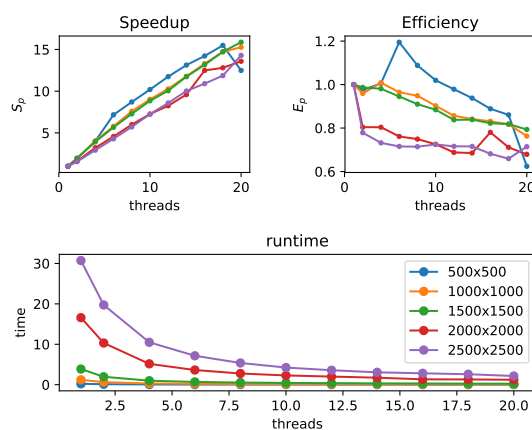 Speedup
Efficiency
15
10
5
S_p
0
10
20
threads
1.2
1.0
0.8
0.6
E_p
0
10
20
threads
runtime
30
20
10
0
time
500x500
1000x1000
1500x1500
2000x2000
2500x2500
2.5 5.0 7.5 10.0 12.5 15.0 17.5 20.0
threads